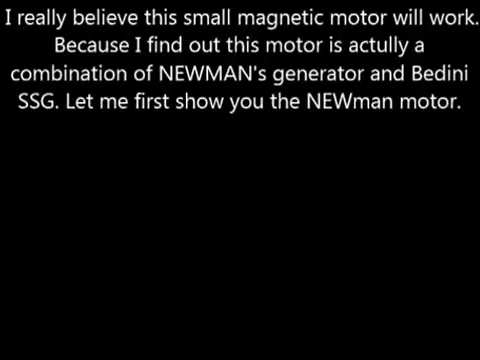 I really believe this small magnetic motor will work.
Because I find out this motor is actully a
combination of NEWMAN's generator and Bedini
SSG. Let me first show you the NEWman motor.